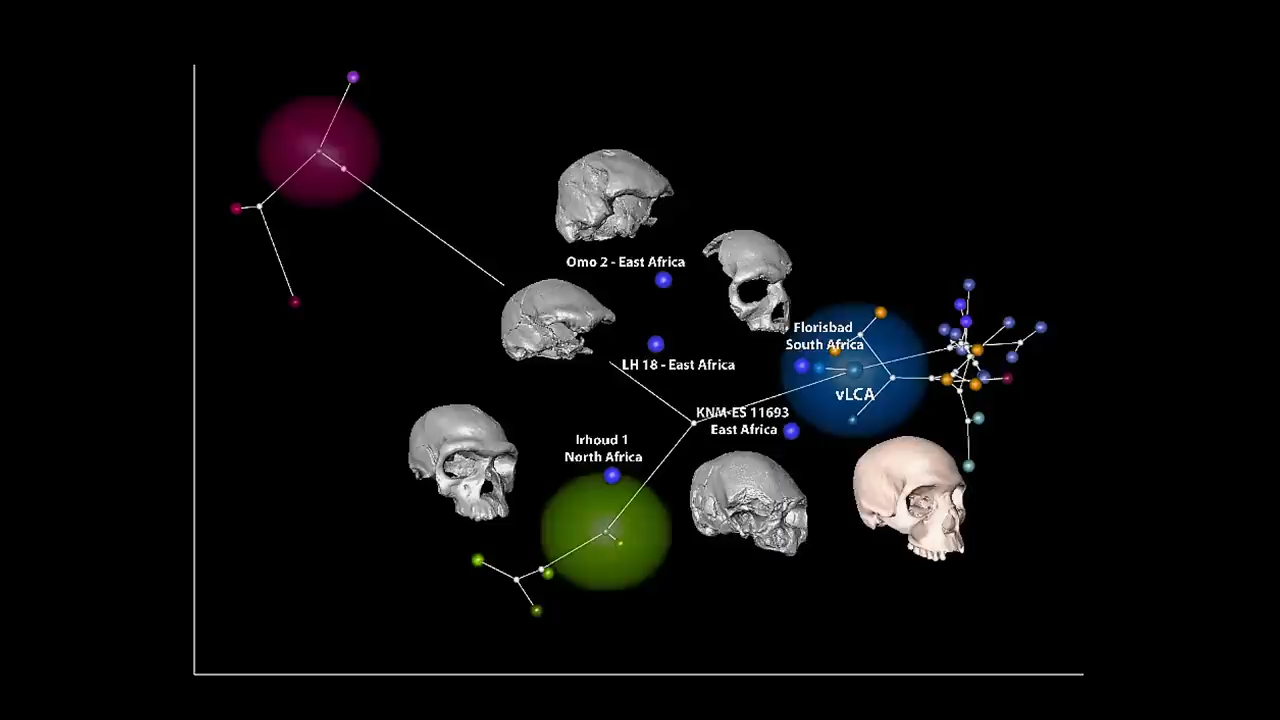 Omo 2 - East Africa
Florisbad
South Africa
LH 18 - East Africa
vLCA
KNM-ES 11693
East Africa
Irhoud 1
North Africa